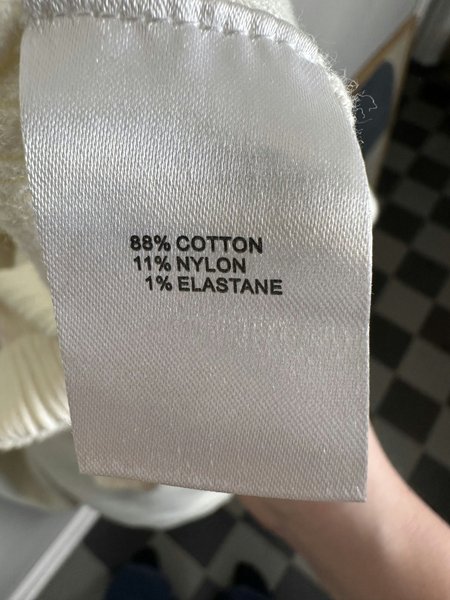 88% COTTON
11% NYLON
1% ELASTANE